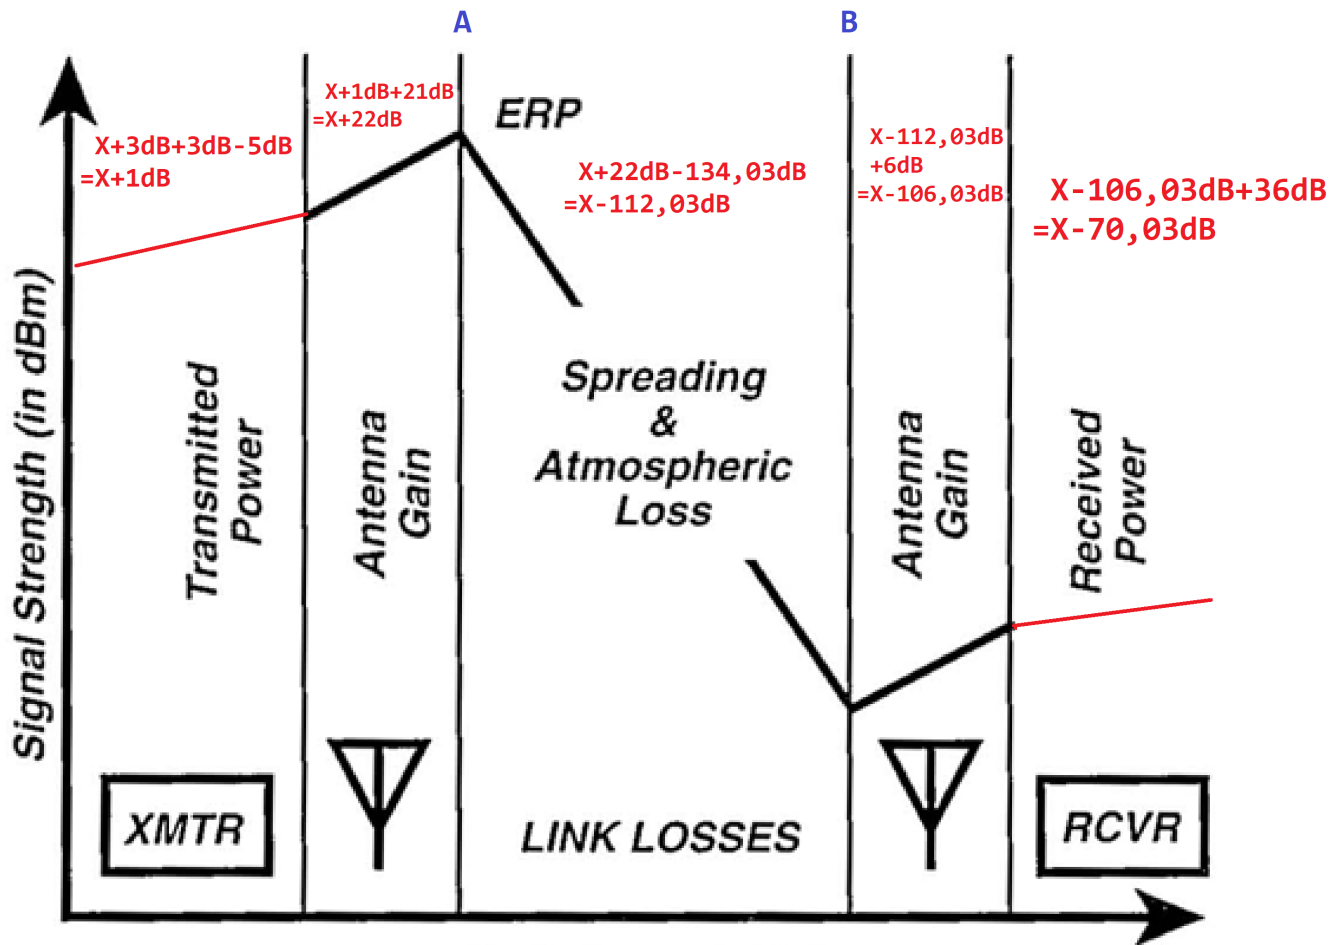 A
B
X+1dB+21dB
=X+22dB
ERP
X+3dB+3dB-5dB
=X+1dB
X+22dB-134,03dB
=X-112,03dB
X-112,03dB
+6dB
=X-106,03dB
X-106,03dB+36dB
=X-70,03dB
Signal Strength (in dBm)
Transmitted
Power
Antenna
Gain
Spreading
&
Atmospheric
Loss
Antenna
Gain
Received
Power
XMTR
LINK LOSSES
RCVR